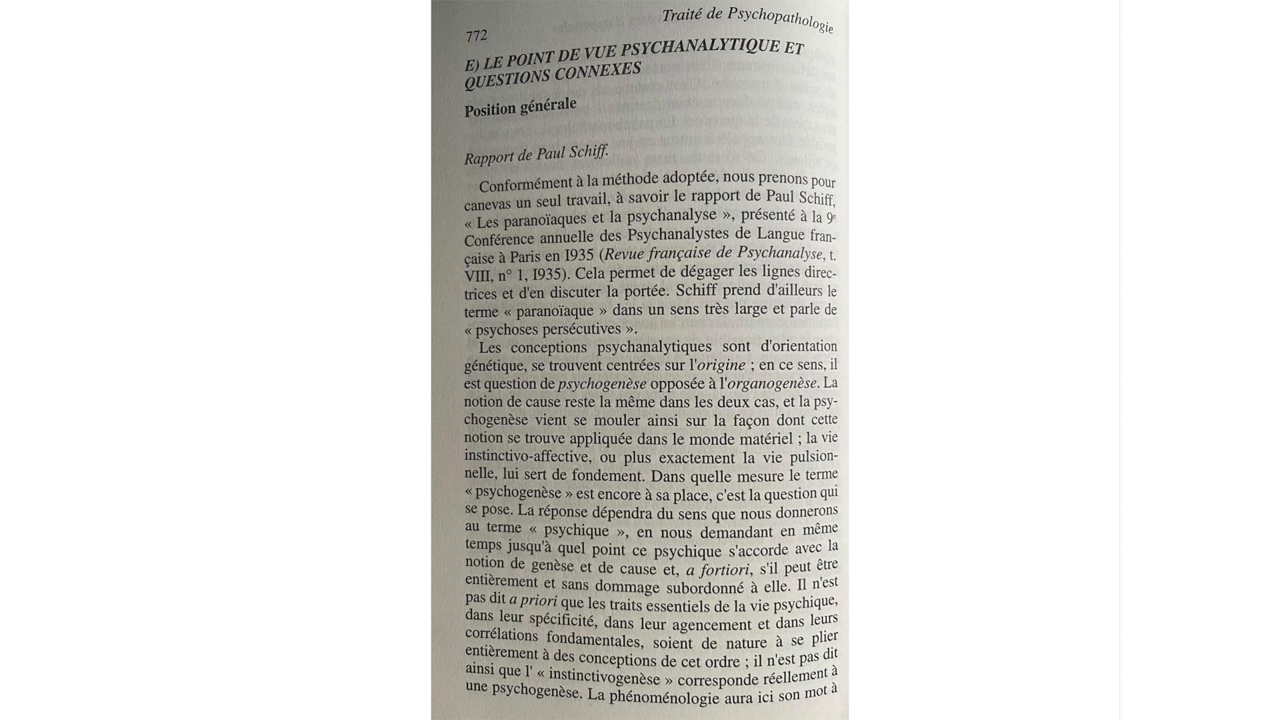 772
Traité de Psychopathologie
E) LE POINT DE VUE PSYCHANALYTIQUE ET
QUESTIONS CONNEXES
Position générale
Rapport de Paul Schiff.
Conformément à la méthode adoptée, nous prenons pour
canevas un seul travail, à savoir le rapport de Paul Schiff,
« Les paranoïaques et la psychanalyse », présenté à la 9e
Conférence annuelle des Psychanalystes de Langue fran-
çaise à Paris en I935 (Revue française de Psychanalyse, t.
VIII, n° 1, I935). Cela permet de dégager les lignes direc-
trices et d'en discuter la portée. Schiff prend d'ailleurs le
terme « paranoïaque » dans un sens très large et parle de
« psychoses persécutives ».
Les conceptions psychanalytiques sont d'orientation
génétique, se trouvent centrées sur l'origine ; en ce sens, il
est question de psychogenèse opposée à l'organogenèse. La
notion de cause reste la même dans les deux cas, et la psy-
chogenèse vient se mouler ainsi sur la façon dont cette
notion se trouve appliquée dans le monde matériel ; la vie
instinctivo-affective, ou plus exactement la vie pulsion-
nelle, lui sert de fondement. Dans quelle mesure le terme
« psychogenèse » est encore à sa place, c'est la question qui
se pose. La réponse dépendra du sens que nous donnerons
au terme « psychique », en nous demandant en même
temps jusqu'à quel point ce psychique s'accorde avec la
notion de genèse et de cause et, a fortiori, s'il peut être
entièrement et sans dommage subordonné à elle. Il n'est
pas dit a priori que les traits essentiels de la vie psychique,
dans leur spécificité, dans leur agencement et dans leurs
corrélations fondamentales, soient de nature à se plier
entièrement à des conceptions de cet ordre ; il n'est pas dit
ainsi que l' « instinctivogenèse » corresponde réellement à
une psychogenèse. La phénoménologie aura ici son mot à